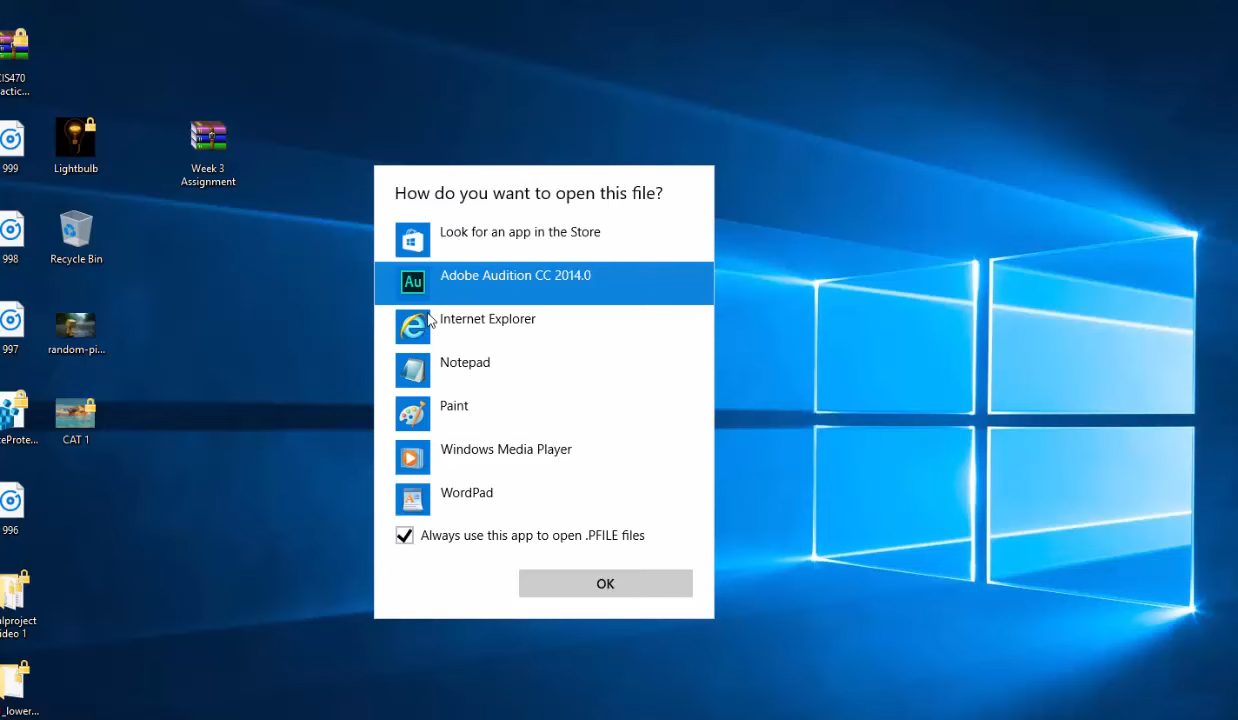 CIS470
actic...
999
Lightbulb
Week 3
Assignment
998
Recycle Bin
997
random-pi...
eProte...
CAT 1
996
alproject
ideo 1
_lower...
How do you want to open this file?
Look for an app in the Store
Au
Adobe Audition CC 2014.0
Internet Explorer
Notepad
Paint
Windows Media Player
WordPad
Always use this app to open .PFILE files
OK